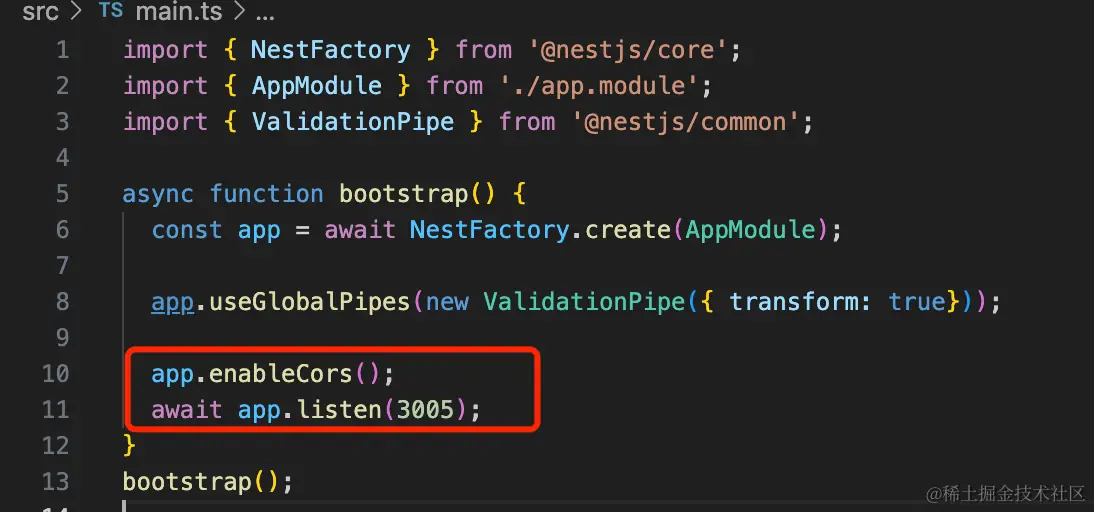 src > TS main.ts > ...
1 import { NestFactory } from '@nestjs/core';
2 import { AppModule } from './app.module';
3 import { ValidationPipe } from '@nestjs/common';
4
5 async function bootstrap() {
6 const app = await NestFactory.create(AppModule);
7
8 app.useGlobalPipes(new ValidationPipe({ transform: true}));
9
10 app.enableCors();
11 await app.listen(3005);
12 }
13 bootstrap();
14
@稀土掘金技术社区